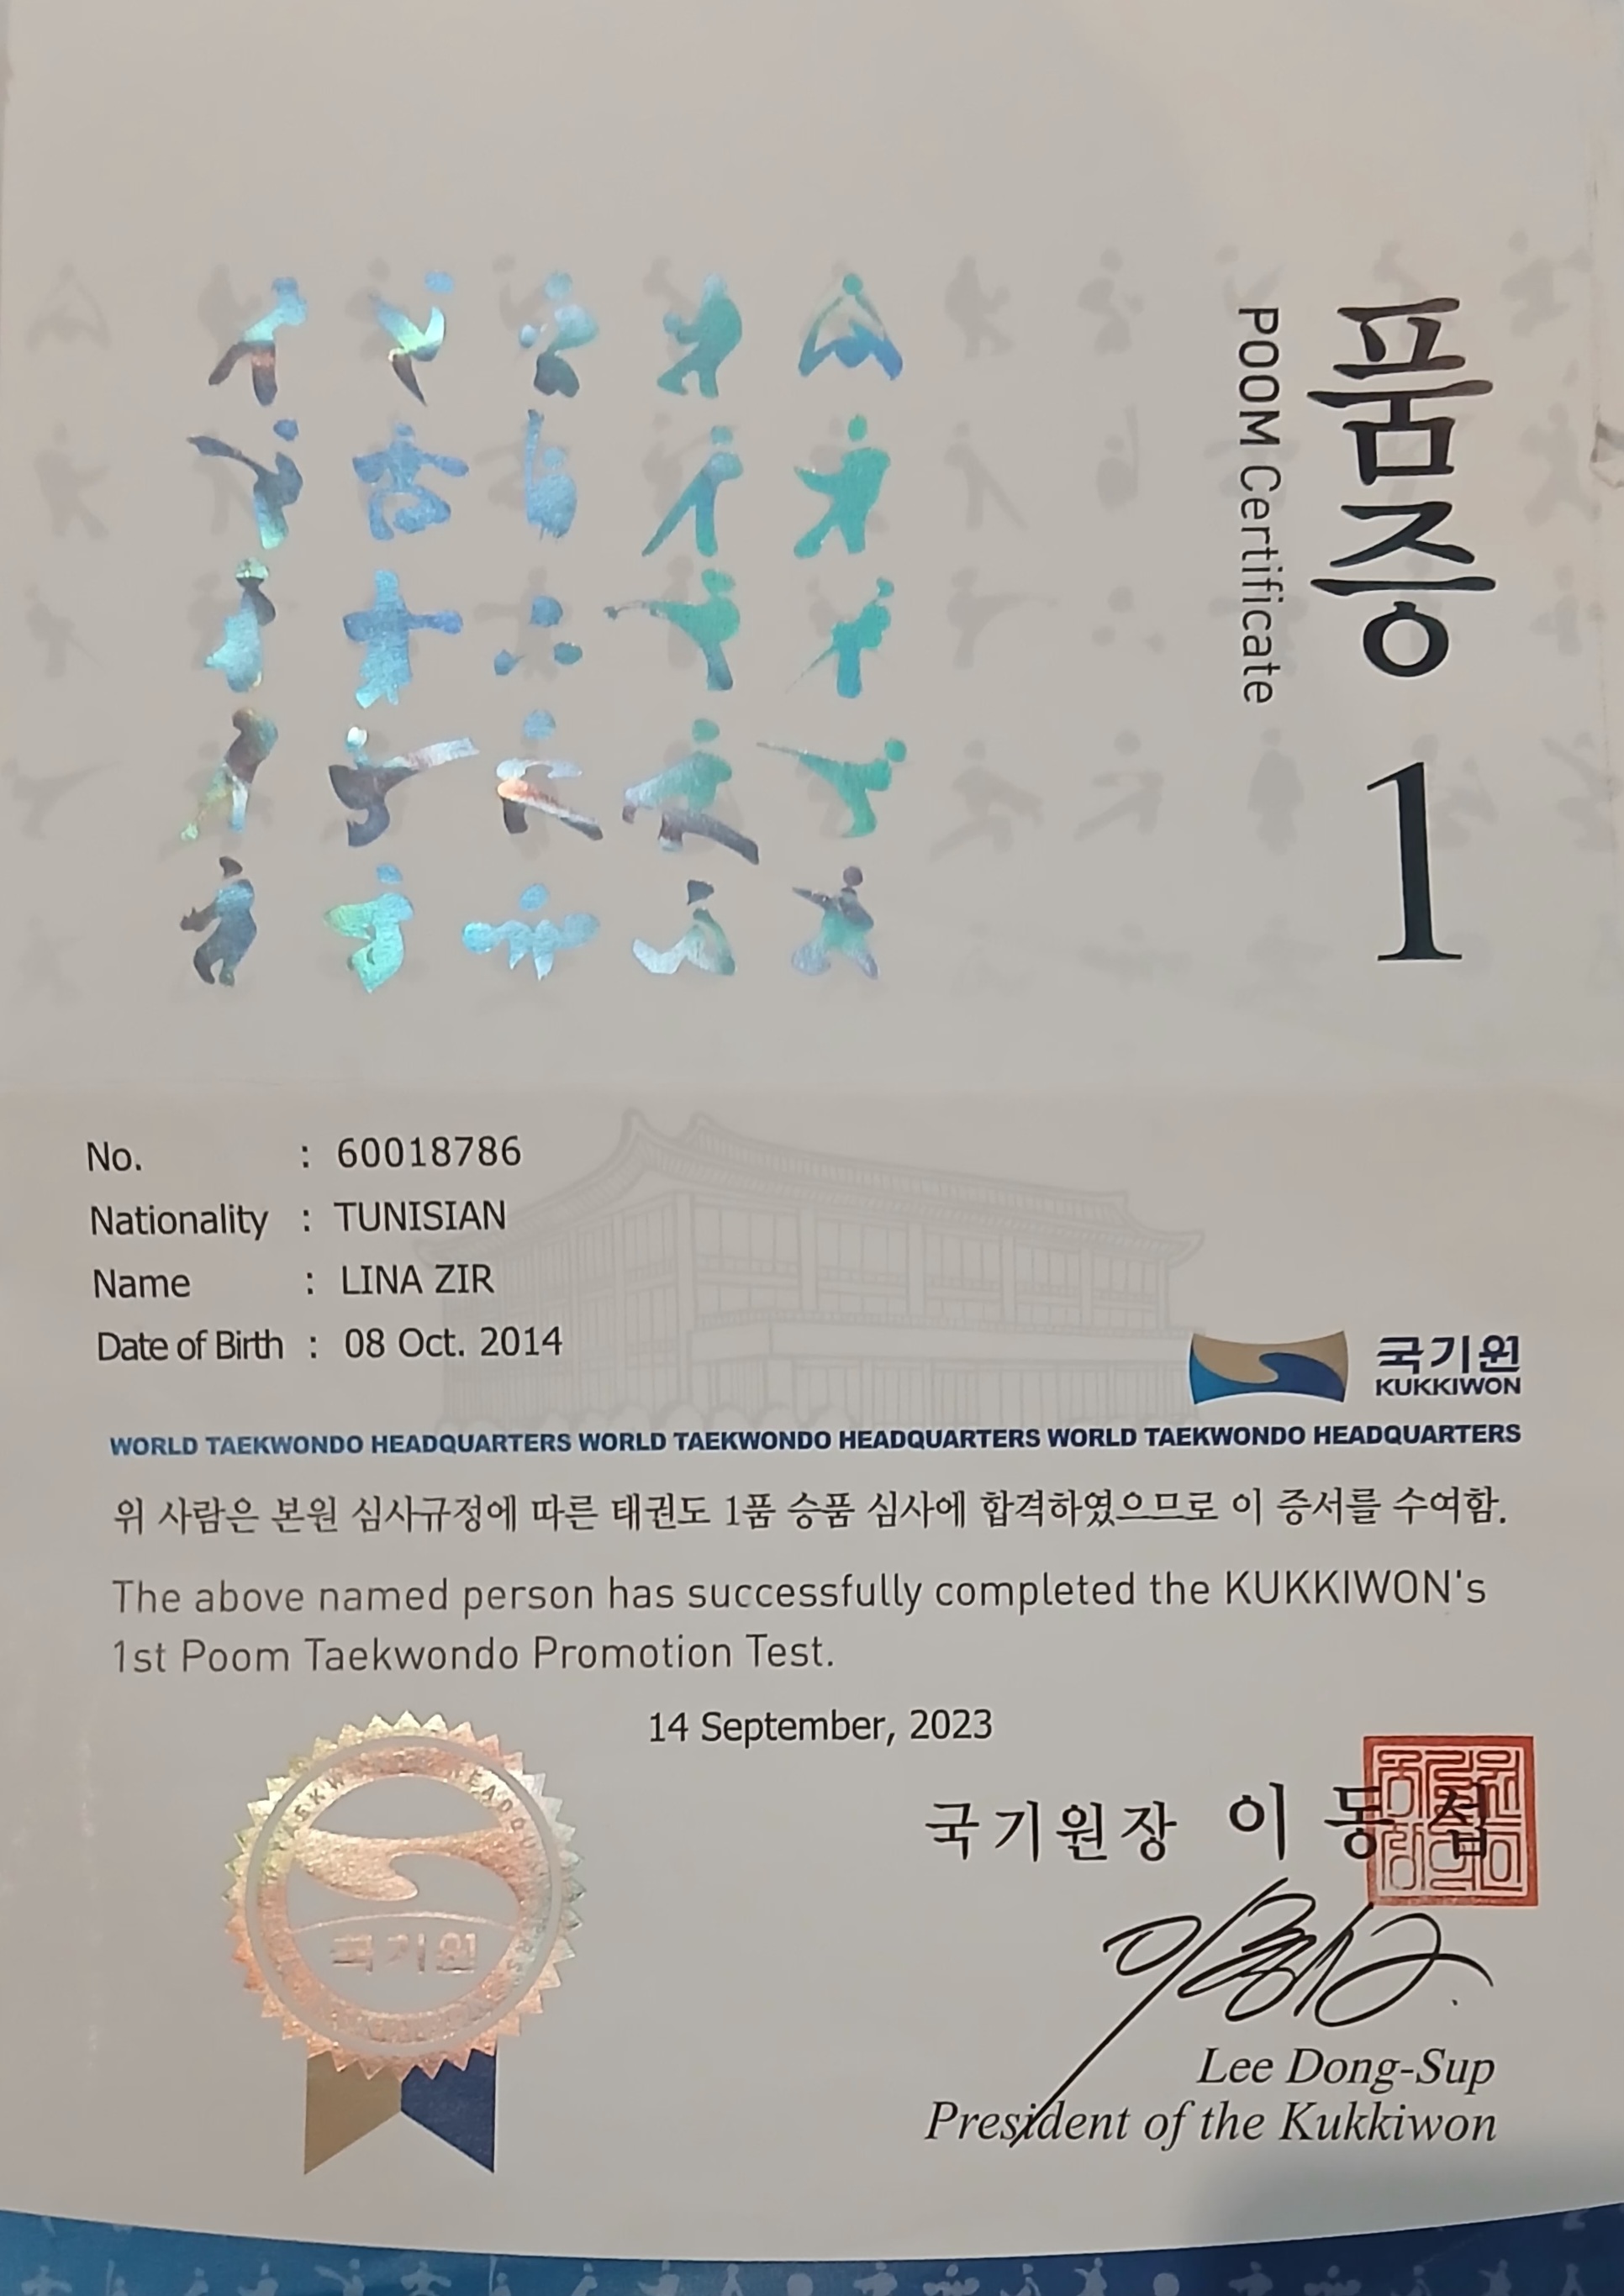 품증 1
POOM Certificate
No. : 60018786
Nationality : TUNISIAN
Name : LINA ZIR
Date of Birth : 08 Oct. 2014
국기원
KUKKIWON
WORLD TAEKWONDO HEADQUARTERS WORLD TAEKWONDO HEADQUARTERS WORLD TAEKWONDO HEADQUARTERS
위 사람은 본원 심사규정에 따른 태권도 1품 승품 심사에 합격하였으므로 이 증서를 수여함.
The above named person has successfully completed the KUKKIWON's
1st Poom Taekwondo Promotion Test.
14 September, 2023
국기원장 이동섭
국기원
Lee Dong-Sup
President of the Kukkiwon